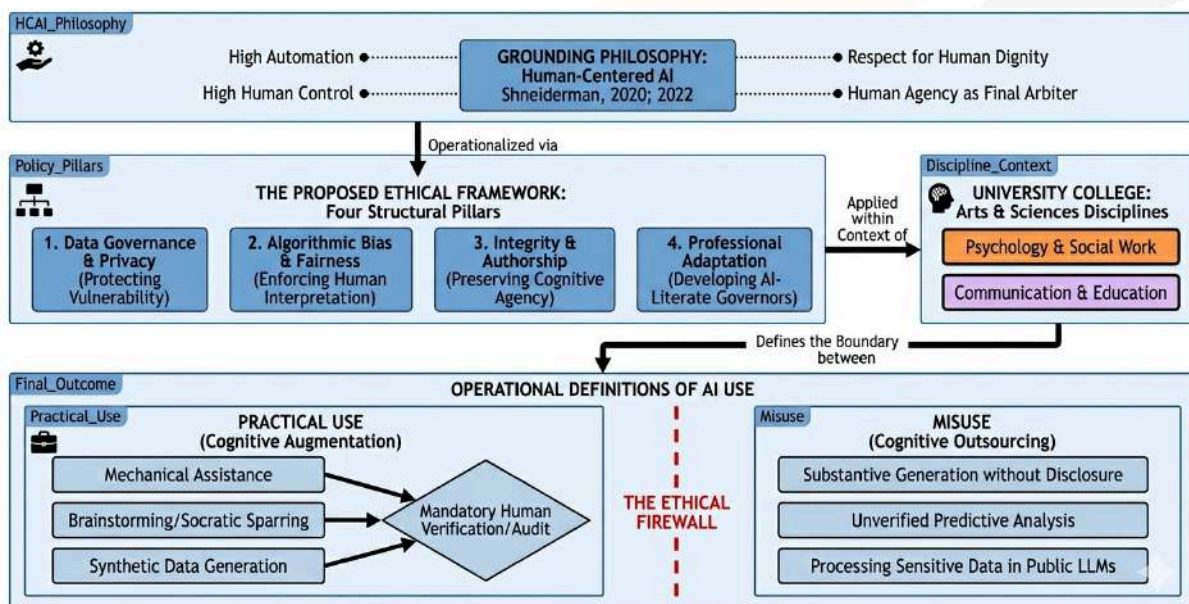 HCAI_Philosophy
High Automation
High Human Control
GROUNDING PHILOSOPHY:
Human-Centered AI
Shneiderman, 2020; 2022
Respect for Human Dignity
Human Agency as Final Arbiter
Operationalized via
Policy_Pillars
THE PROPOSED ETHICAL FRAMEWORK:
Four Structural Pillars
1. Data Governance
& Privacy
(Protecting
Vulnerability)
2. Algorithmic Bias
& Fairness
(Enforcing Human
Interpretation)
3. Integrity &
Authorship
(Preserving Cognitive
Agency)
4. Professional
Adaptation
(Developing AI-
Literate Governors)
Applied
within
Context of
Discipline_Context
UNIVERSITY COLLEGE:
Arts & Sciences Disciplines
Psychology & Social Work
Communication & Education
Defines the Boundary
between
Final_Outcome
OPERATIONAL DEFINITIONS OF AI USE
Practical_Use
PRACTICAL USE
(Cognitive Augmentation)
Mechanical Assistance
Brainstorming/Socratic Sparring
Synthetic Data Generation
Mandatory Human
Verification/Audit
THE ETHICAL
FIREWALL
Misuse
MISUSE
(Cognitive Outsourcing)
Substantive Generation without Disclosure
Unverified Predictive Analysis
Processing Sensitive Data in Public LLMs